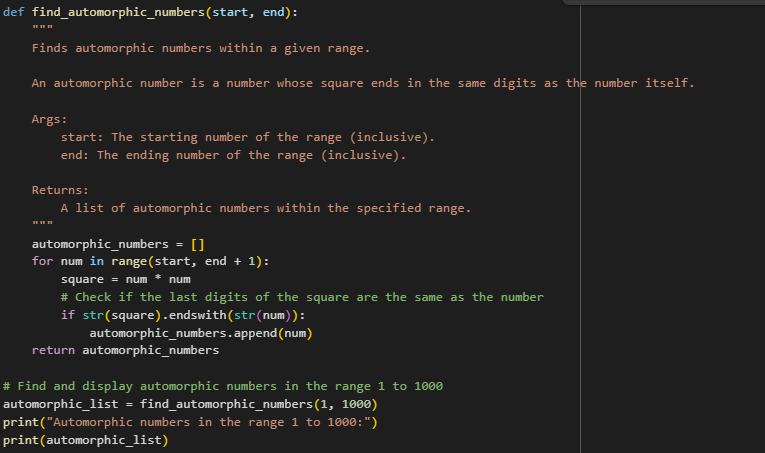 def find_automorphic_numbers(start, end):
    """
    Finds automorphic numbers within a given range.

    An automorphic number is a number whose square ends in the same digits as the number itself.

    Args:
        start: The starting number of the range (inclusive).
        end: The ending number of the range (inclusive).

    Returns:
        A list of automorphic numbers within the specified range.
    """
    automorphic_numbers = []
    for num in range(start, end + 1):
        square = num * num
        # Check if the last digits of the square are the same as the number
        if str(square).endswith(str(num)):
            automorphic_numbers.append(num)
    return automorphic_numbers

# Find and display automorphic numbers in the range 1 to 1000
automorphic_list = find_automorphic_numbers(1, 1000)
print("Automorphic numbers in the range 1 to 1000:")
print(automorphic_list)